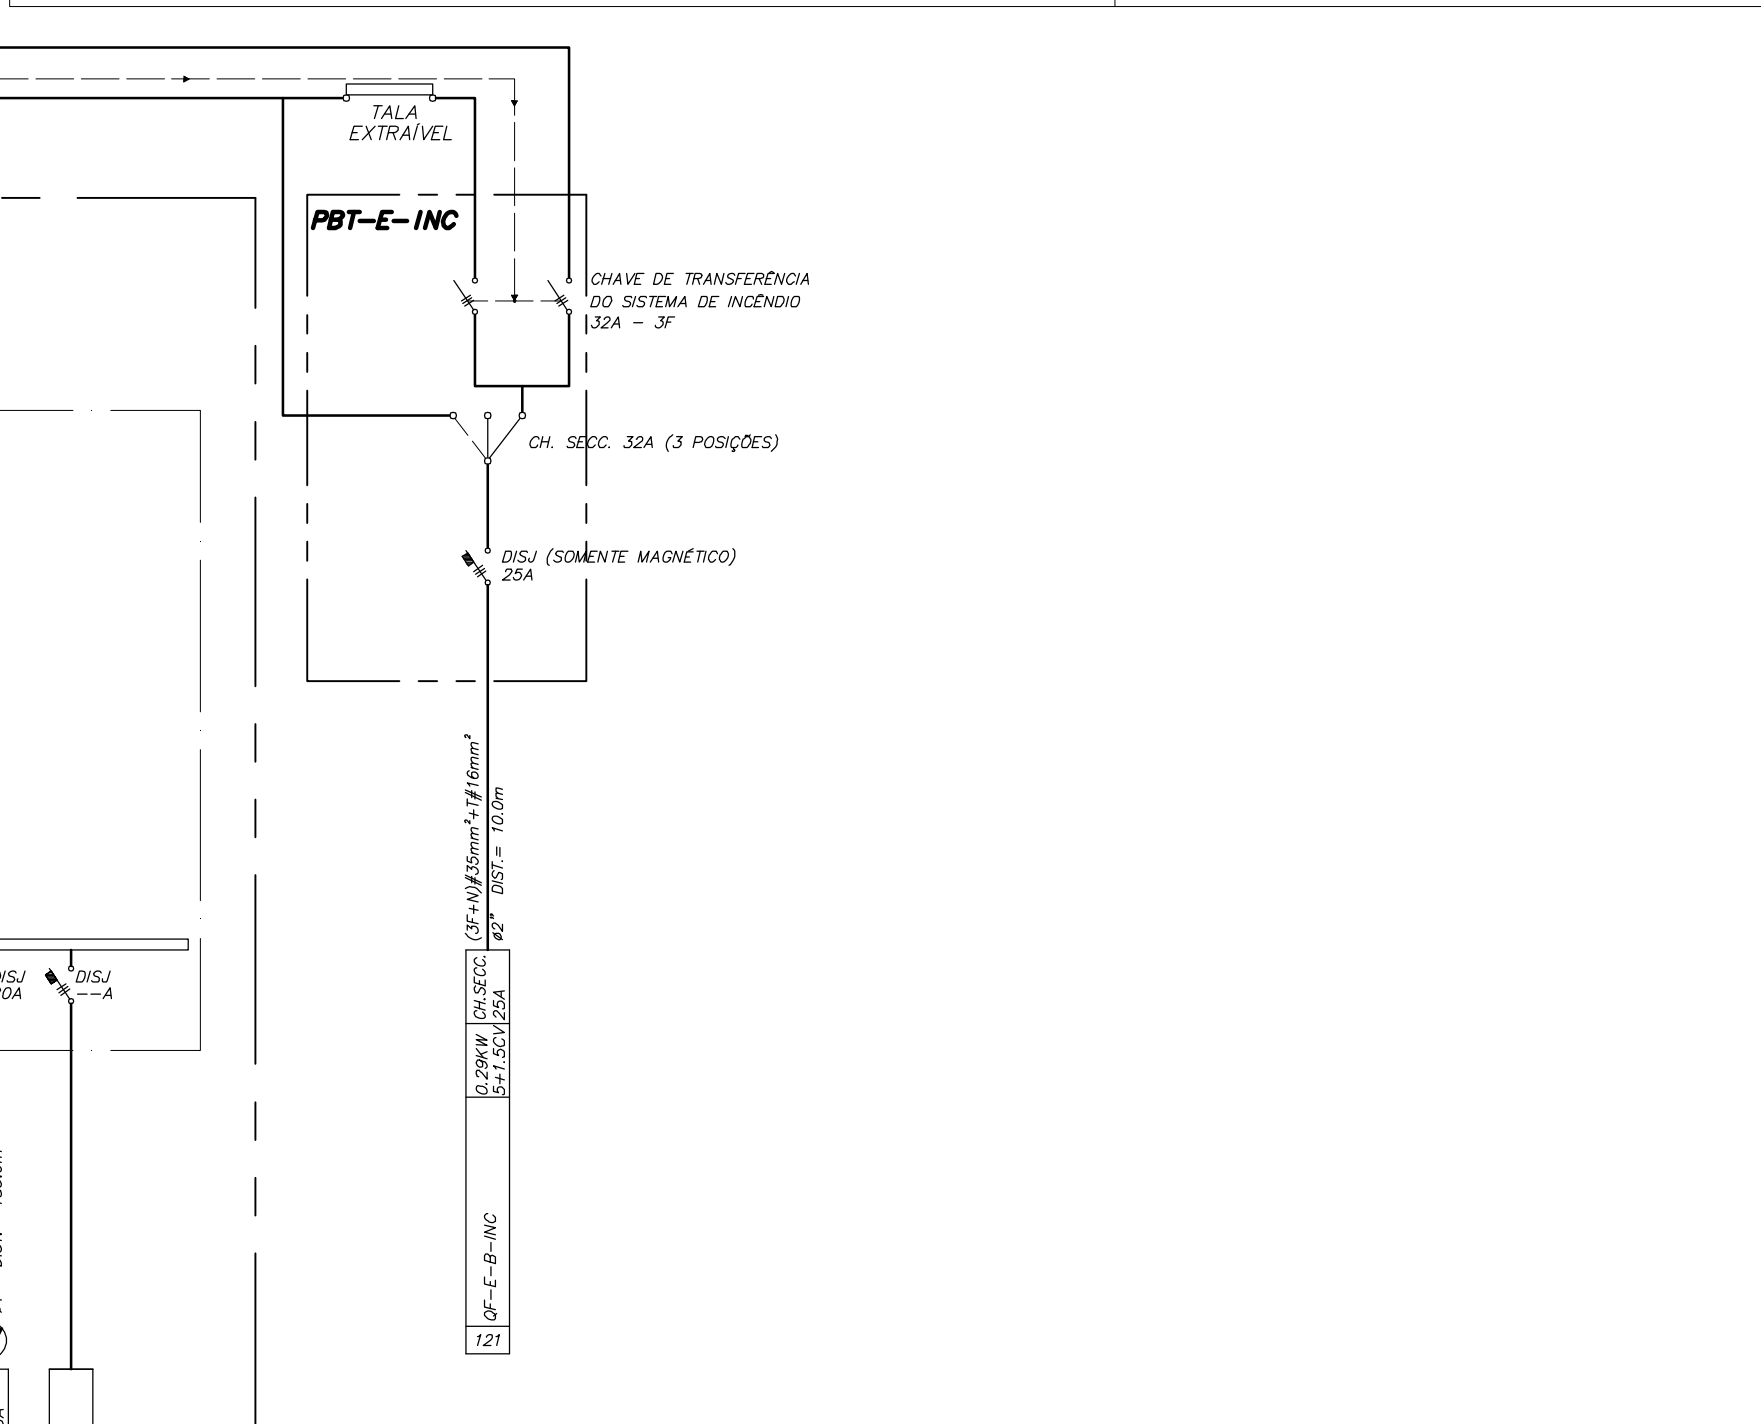 TALA
EXTRAÍVEL
PBT-E-INC
CHAVE DE TRANSFERÊNCIA
DO SISTEMA DE INCÊNDIO
32A - 3F
CH. SECC. 32A (3 POSIÇÕES)
DISJ (SOMENTE MAGNÉTICO)
25A
(3F+N)#35mm²+T#16mm²
ø2" DIST.= 10.0m
DISJ
--A
CH.SECC.
25A
0.29KW
5+1.5CV
QF-E-B-INC
121